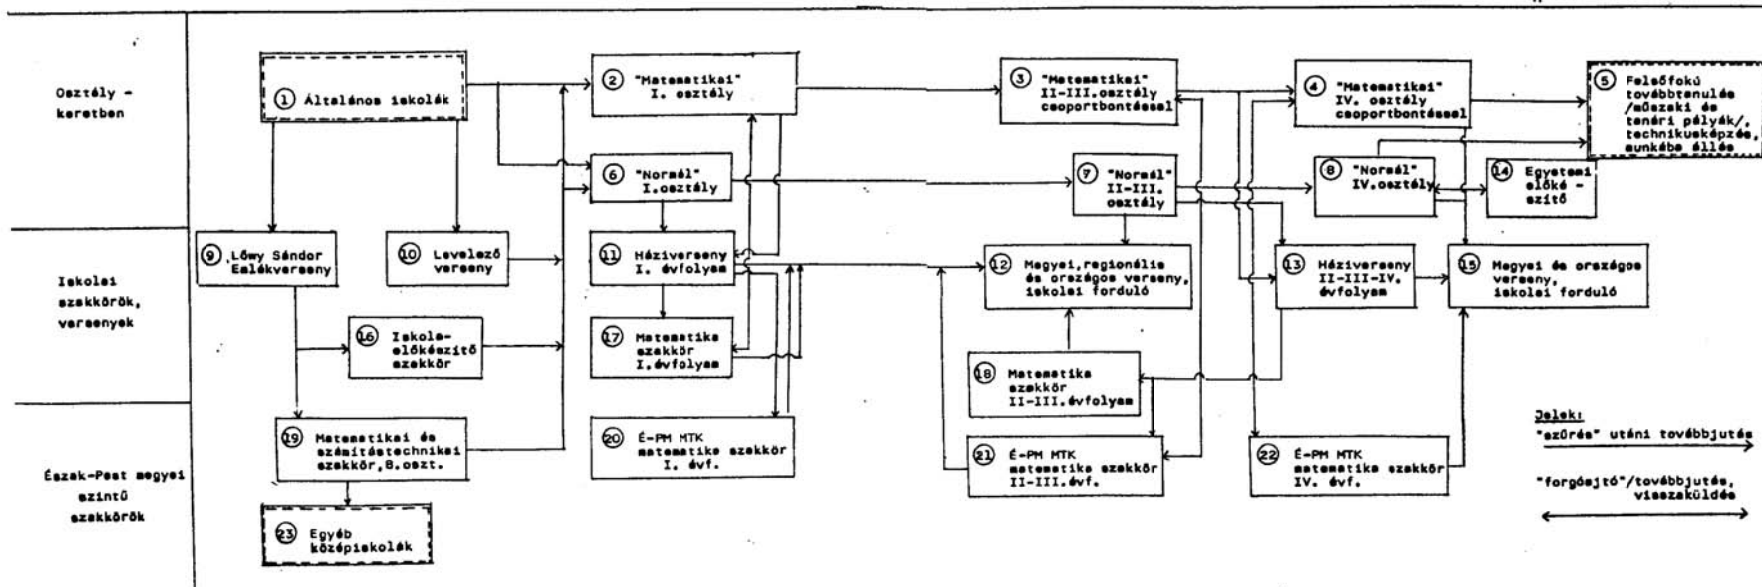 Osztály -
keretben
Iskolai
szakkörök,
versenyek
Észak-Pest megyei
szintű
szakkörök
1 Általános iskolák
2 "Matematikai"
I. osztály
3 "Matematikai"
II-III. osztály
csoportbontással
4 "Matematikai"
IV. osztály
csoportbontással
5 Felsőfokú
továbbtanulás
/műszaki és
tanári pályák/,
technikusképzés,
munkába állás
6 "Normál"
I. osztály
7 "Normál"
II-III.
osztály
8 "Normál"
IV. osztály
14 Egyetemi
előké -
szítő
9 Lőwy Sándor
Emlékverseny
10 Levelező
verseny
11 Háziverseny
I. évfolyam
12 Megyei, regionális
és országos verseny,
iskolai forduló
13 Háziverseny
II-III-IV.
évfolyam
15 Megyei és országos
verseny,
iskolai forduló
16 Iskola-
előkészítő
szakkör
17 Matematika
szakkör
I. évfolyam
18 Matematika
szakkör
II-III. évfolyam
19 Matematikai és
számítástechnikai
szakkör, 8. oszt.
20 É-PM MTK
matematika szakkör
I. évf.
21 É-PM MTK
matematika szakkör
II-III. évf.
22 É-PM MTK
matematika szakkör
IV. évf.
23 Egyéb
középiskolák
Jelek:
"szűrés" utáni továbbjutás
"forgóajtó"/továbbjutás,
visszaküldés